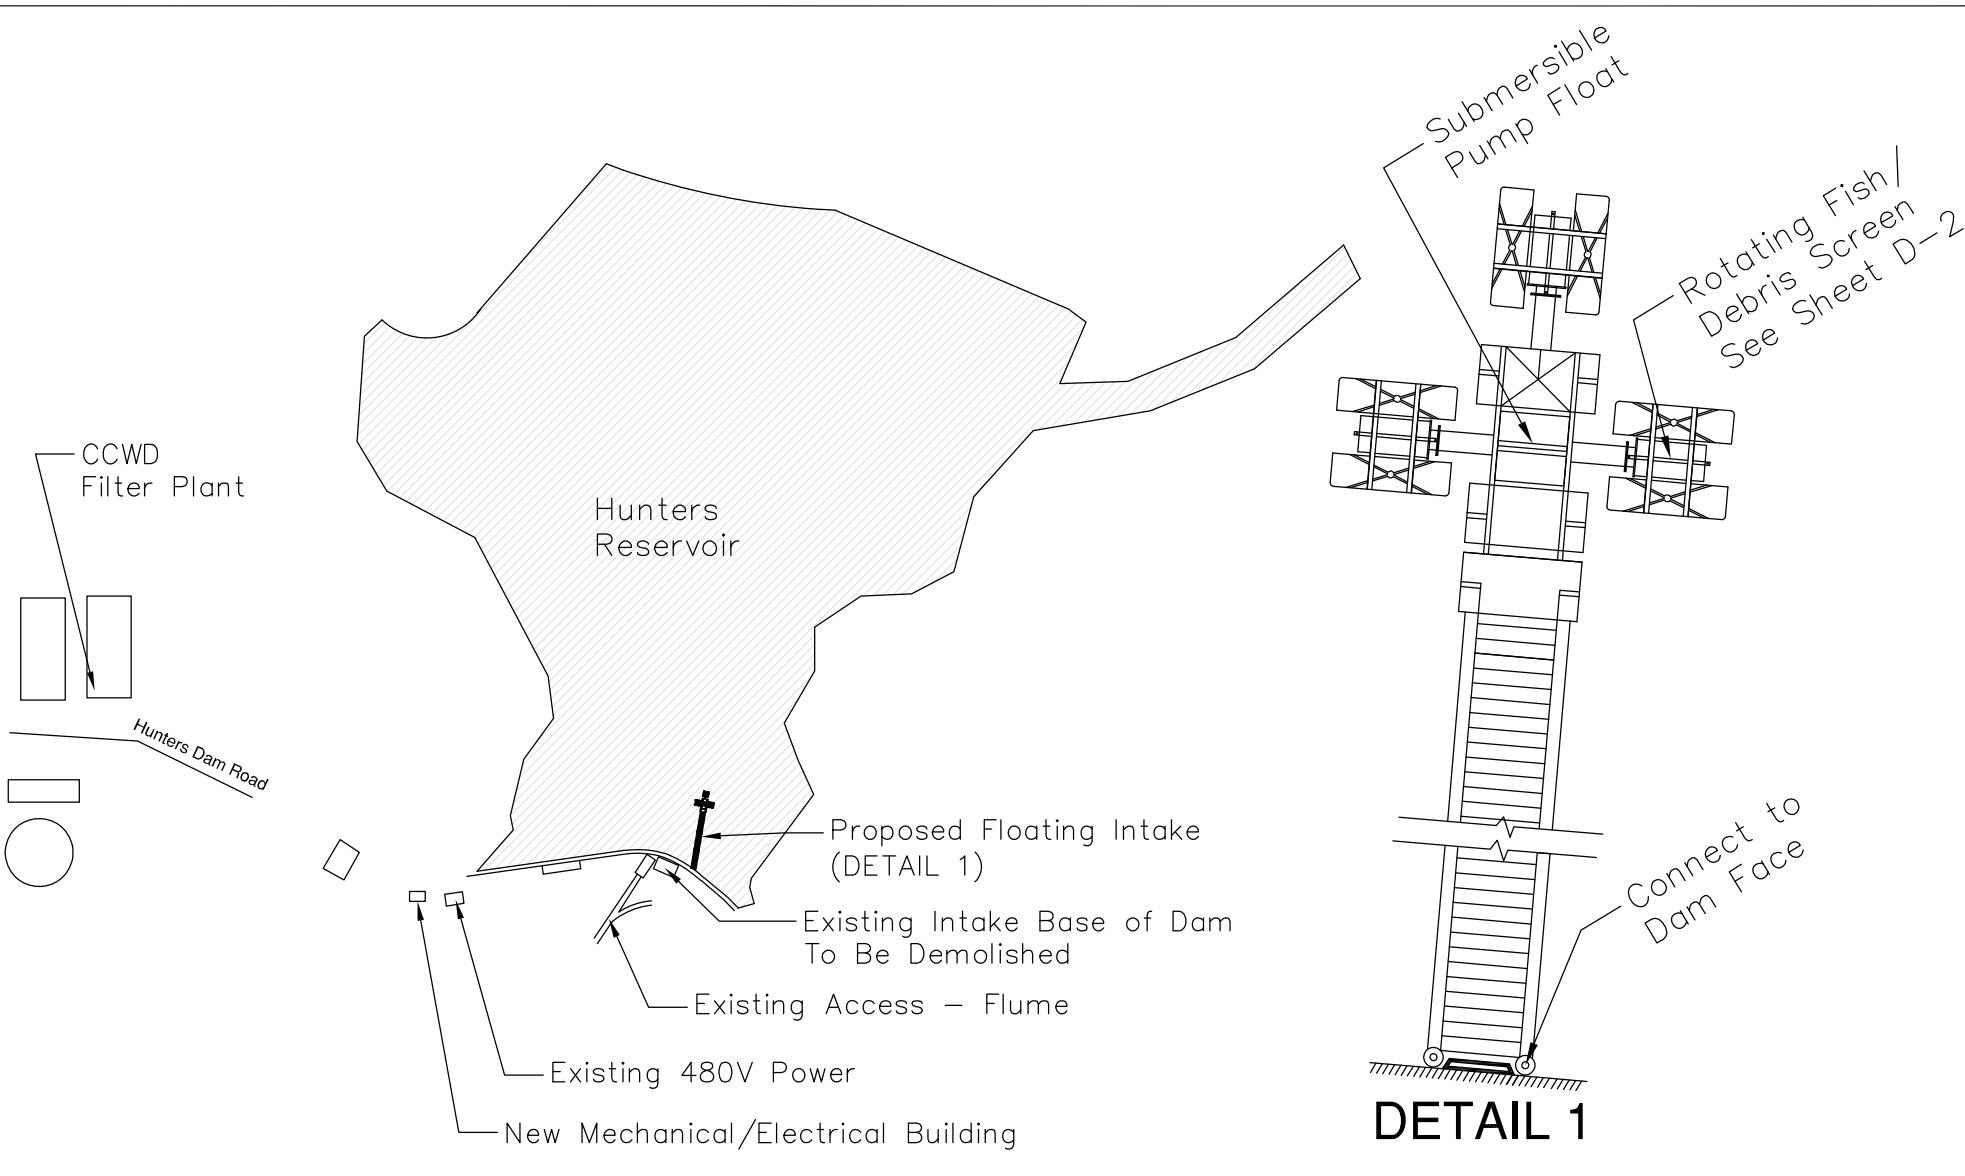 Submersible
Pump Float
Rotating Fish/
Debris Screen
See Sheet D-2
CCWD
Filter Plant
Hunters
Reservoir
Hunters Dam Road
Proposed Floating Intake
(DETAIL 1)
Connect to
Dam Face
Existing Intake Base of Dam
To Be Demolished
Existing Access – Flume
Existing 480V Power
New Mechanical/Electrical Building
DETAIL 1